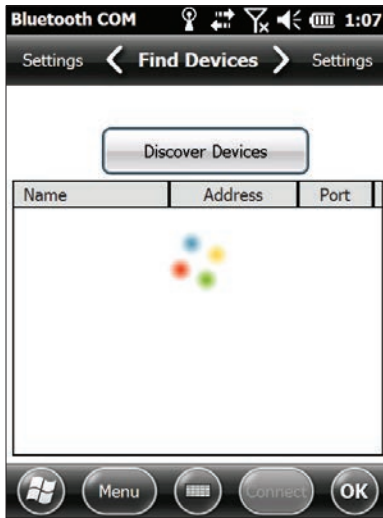 Bluetooth COM 1:07
Settings Find Devices Settings
Discover Devices
Name Address Port
Menu Connect OK